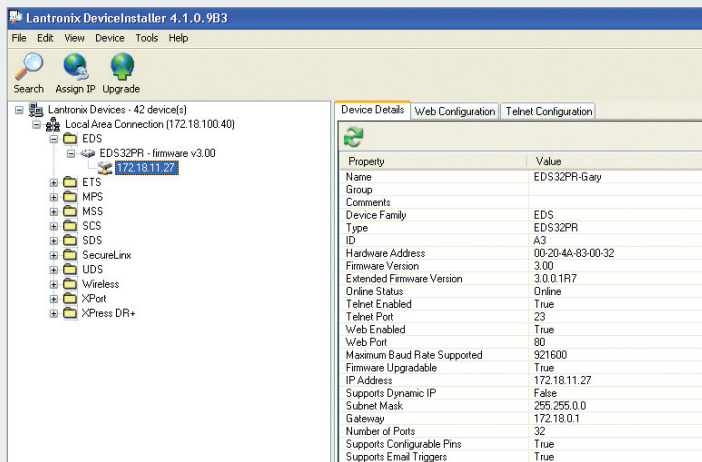 Lantronix DeviceInstaller 4.1.0.9B3
File Edit View Device Tools Help
Search Assign IP Upgrade
Lantronix Devices - 42 device(s)
Local Area Connection (172.18.100.40)
EDS
EDS32PR - firmware v3.00
172.18.11.27
ETS
MPS
MSS
SCS
SDS
SecureLinx
UDS
Wireless
XPort
XPress DR+
Device Details Web Configuration Telnet Configuration
Property Value
Name EDS32PR-Gary
Group
Comments
Device Family EDS
Type EDS32PR
ID A3
Hardware Address 00-20-4A-83-00-32
Firmware Version 3.00
Extended Firmware Version 3.0.0.1R7
Online Status Online
Telnet Enabled True
Telnet Port 23
Web Enabled True
Web Port 80
Maximum Baud Rate Supported 921600
Firmware Upgradable True
IP Address 172.18.11.27
Supports Dynamic IP False
Subnet Mask 255.255.0.0
Gateway 172.18.0.1
Number of Ports 32
Supports Configurable Pins True
Supports Email Triggers True